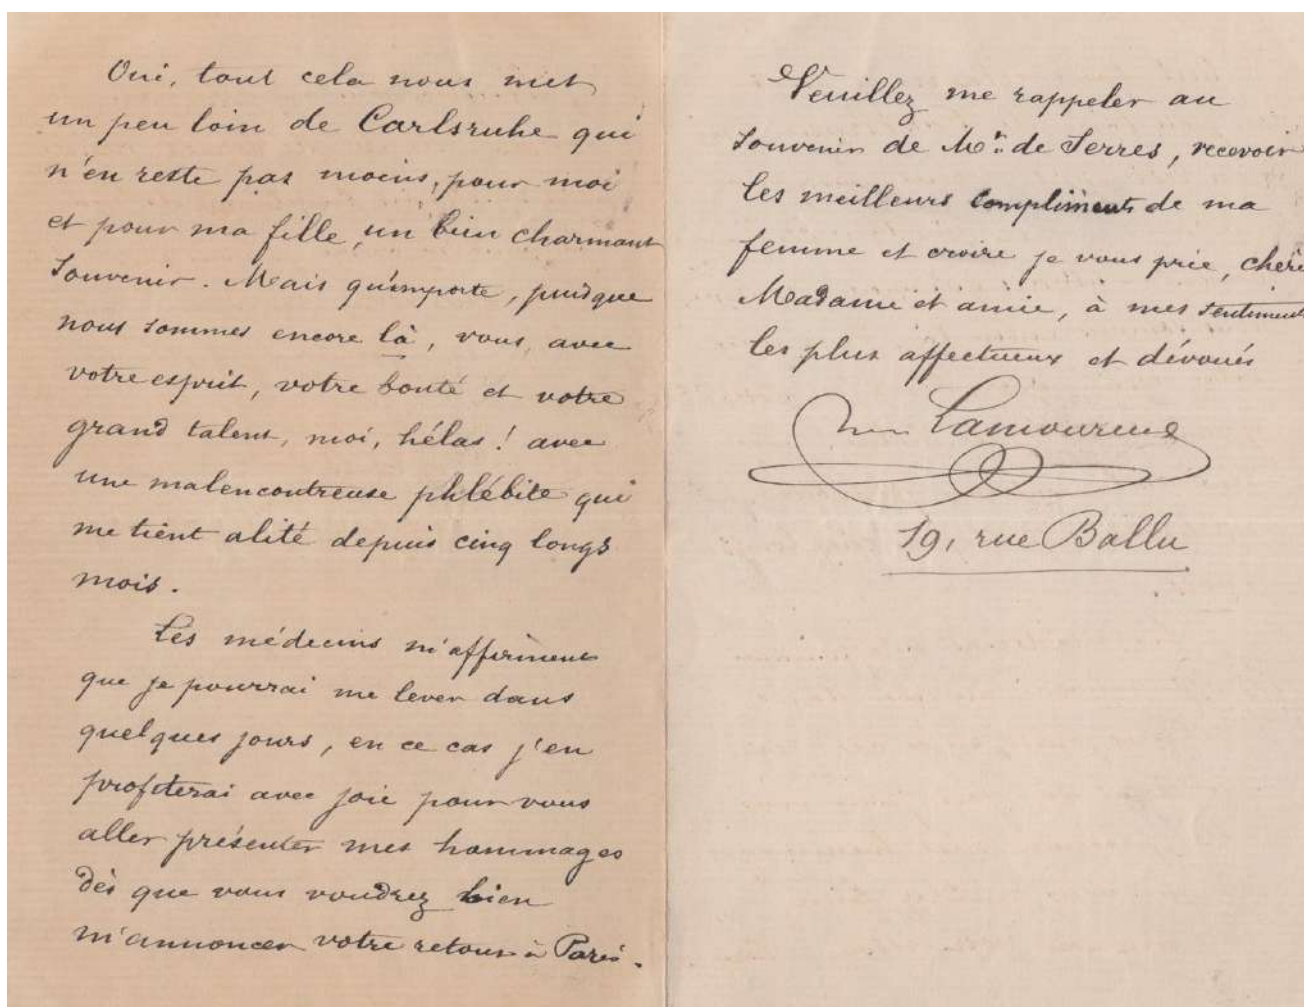 Oui, tout cela nous met
un peu loin de Carlsruhe qui
n'en reste pas moins, pour moi
et pour ma fille, un bien charmant
souvenir. Mais qu'importe, puisque
nous sommes encore là, vous, avec
votre esprit, votre bonté et votre
grand talent, moi, hélas! avec
une malencontreuse phlébite qui
me tient alité depuis cinq longs
mois.
Les médecins m'affirment
que je pourrai me lever dans
quelques jours, en ce cas j'en
profiterai avec joie pour vous
aller présenter mes hommages
dès que vous voudrez bien
m'annoncer votre retour à Paris.
Veuillez me rappeler au
souvenir de Mr. de Serres, recevoir
les meilleurs compliments de ma
femme et croire je vous prie, chère
Madame et amie, à mes sentiments
les plus affectueux et dévoués
Lamoureux
19, rue Ballu